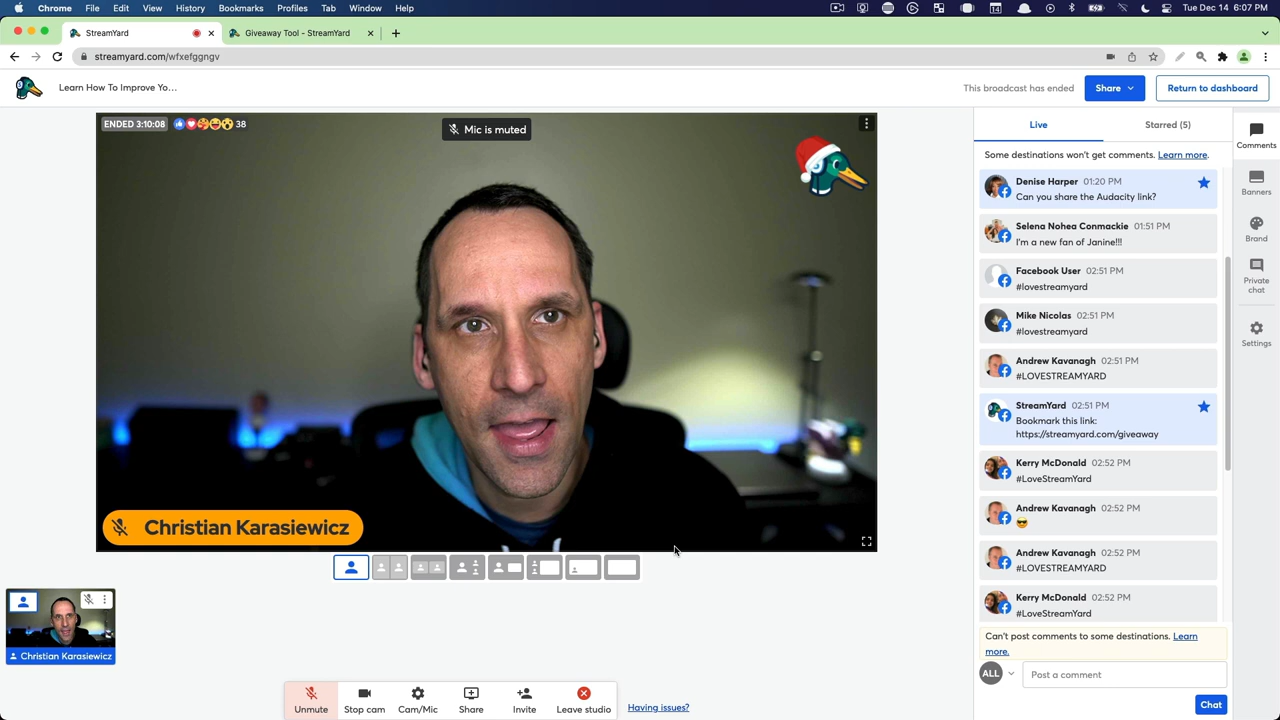 Chrome File Edit View History Bookmarks Profiles Tab Window Help Tue Dec 14 6:07 PM
StreamYard
Giveaway Tool - StreamYard
streamyard.com/wfxefggngv
Learn How To Improve Yo...
This broadcast has ended
Share
Return to dashboard
ENDED 3:10:08
38
Mic is muted
Christian Karasiewicz
Christian Karasiewicz
Unmute
Stop cam
Cam/Mic
Share
Invite
Leave studio
Having issues?
Live
Starred (5)
Some destinations won't get comments. Learn more.
Denise Harper 01:20 PM
Can you share the Audacity link?
Selena Nohea Conmackie 01:51 PM
I'm a new fan of Janine!!!
Facebook User 02:51 PM
#lovestreamyard
Mike Nicolas 02:51 PM
#lovestreamyard
Andrew Kavanagh 02:51 PM
#LOVESTREAMYARD
StreamYard 02:51 PM
Bookmark this link:
https://streamyard.com/giveaway
Kerry McDonald 02:52 PM
#LoveStreamYard
Andrew Kavanagh 02:52 PM
😎
Andrew Kavanagh 02:52 PM
#LOVESTREAMYARD
Kerry McDonald 02:52 PM
#LoveStreamYard
Can't post comments to some destinations. Learn
more.
ALL
Post a comment
Chat
Comments
Banners
Brand
Private
chat
Settings